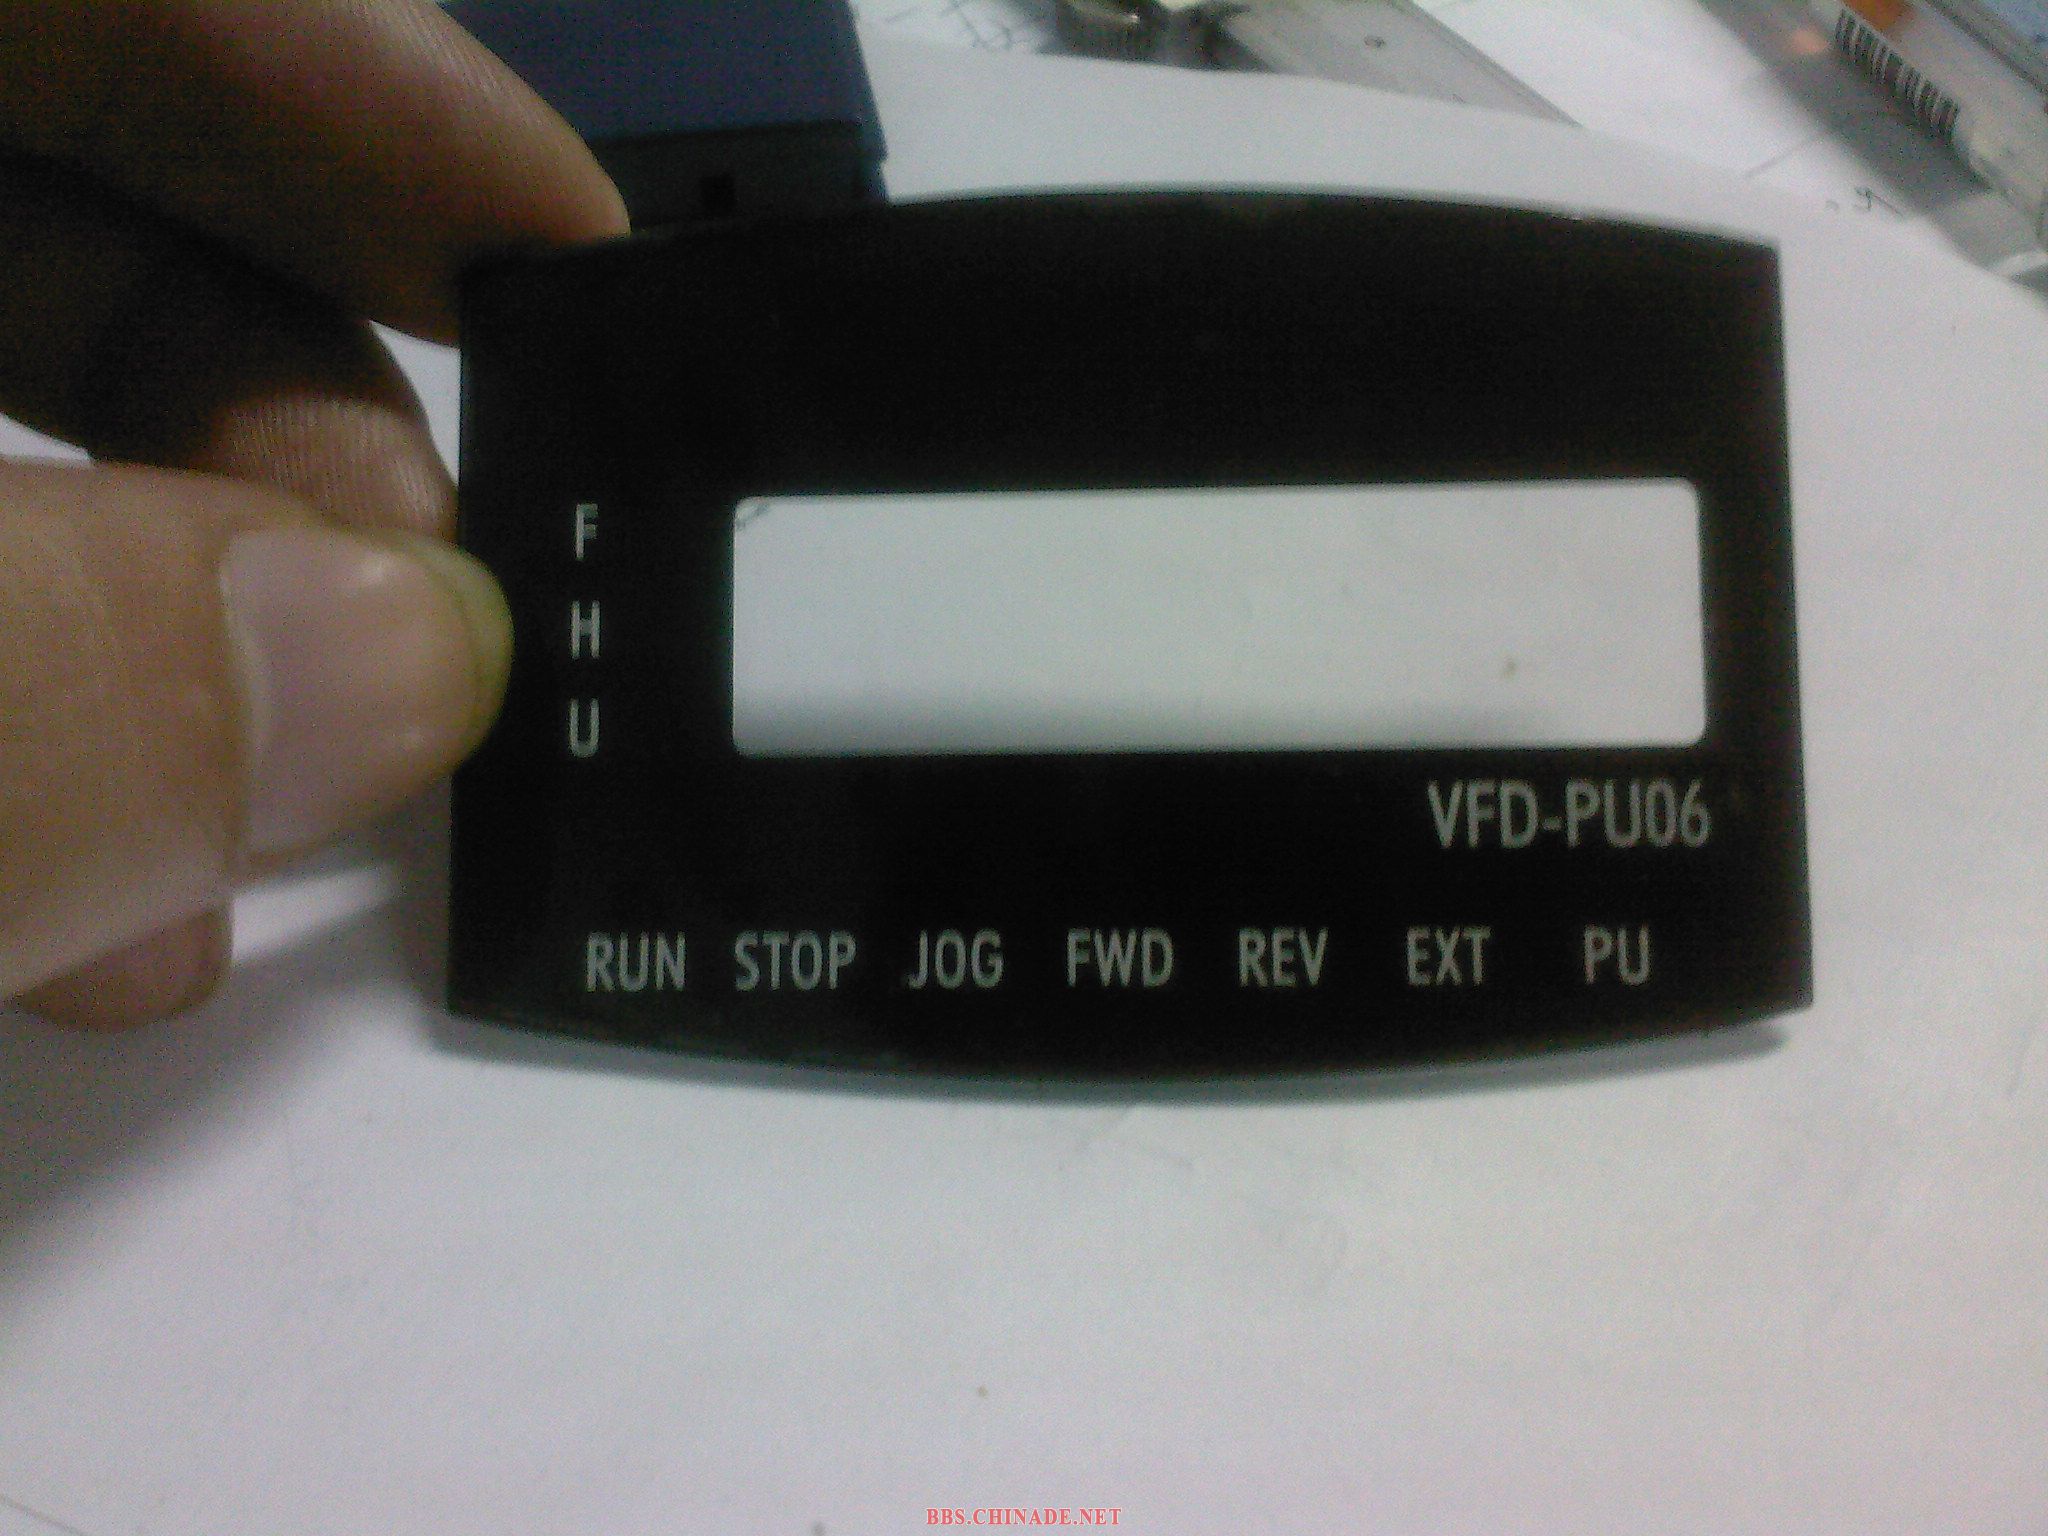 F
H
U
VFD-PU06
RUN STOP JOG FWD REV EXT PU
BBS.CHINADE.NET